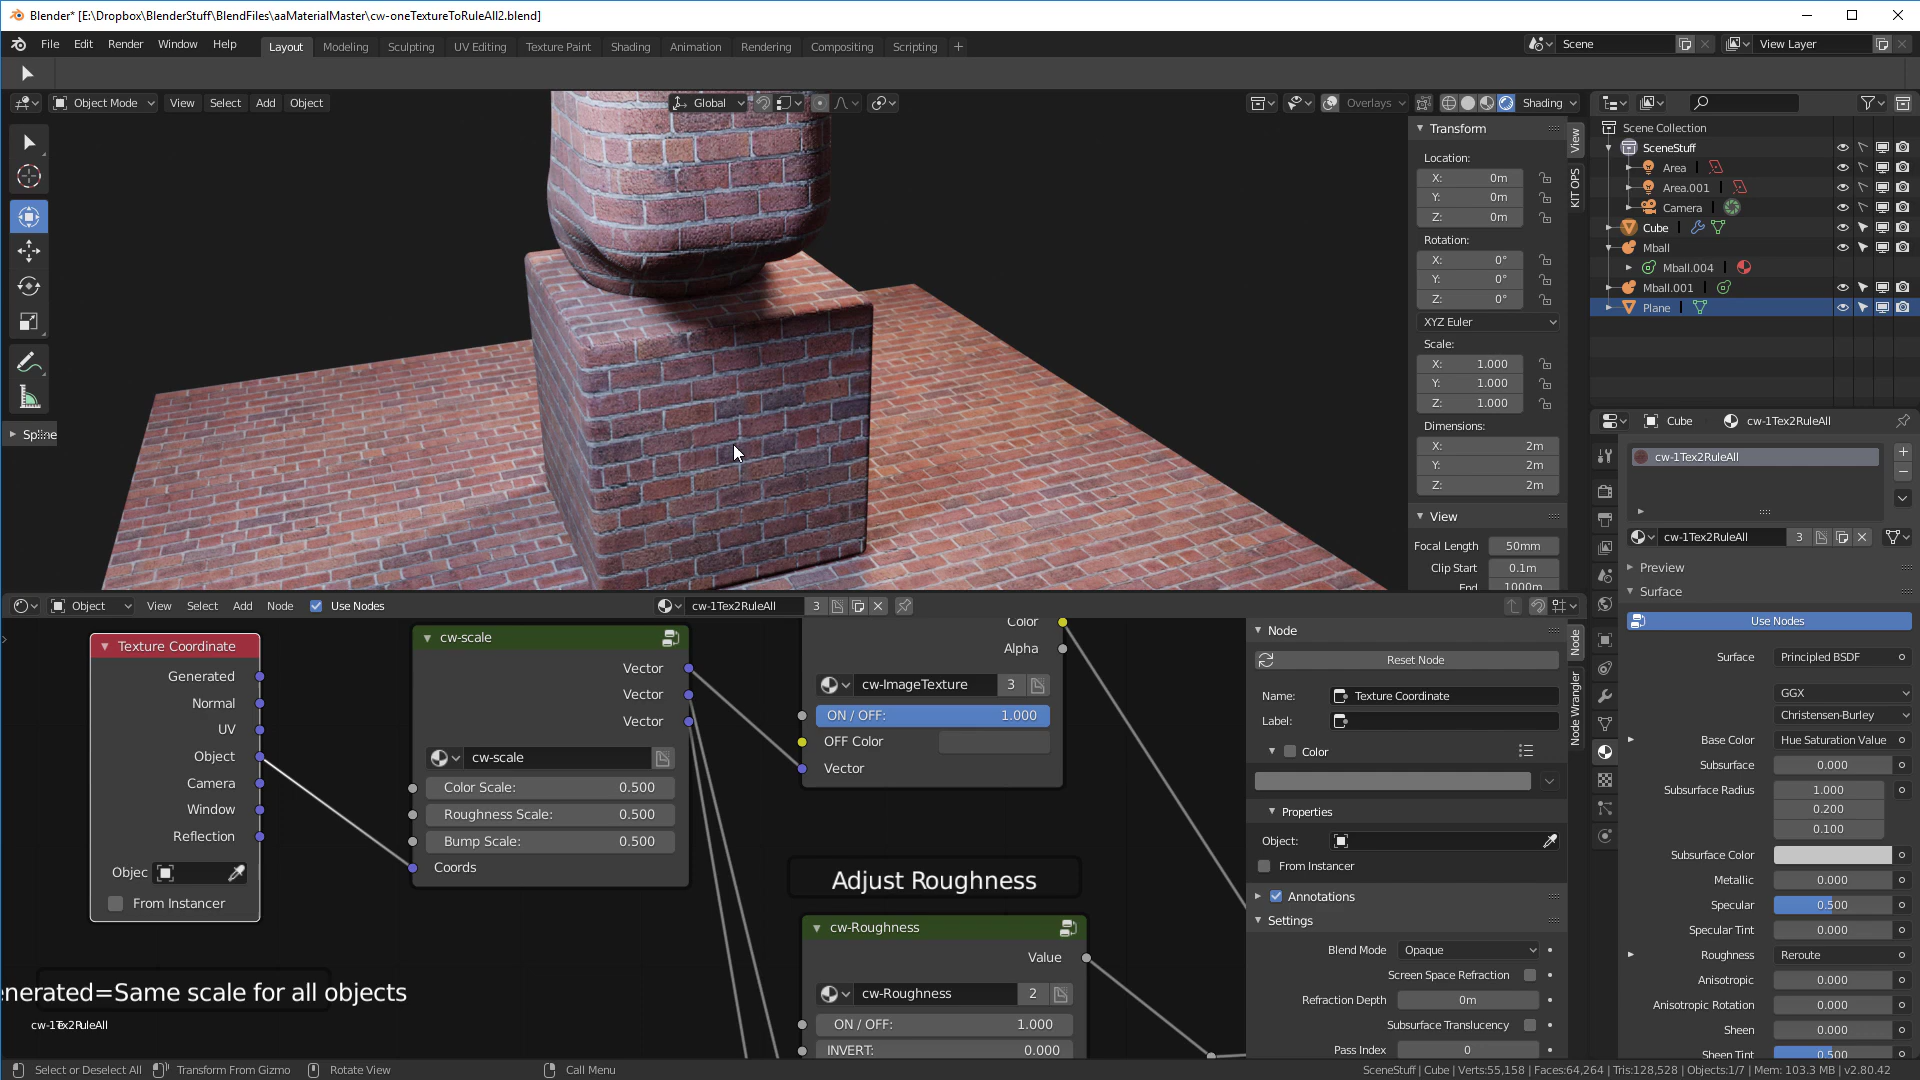 Blender* [E:\Dropbox\BlenderStuff\BlendFiles\aaMaterialMaster\cw-oneTextureToRuleAll2.blend]
File Edit Render Window Help Layout Modeling Sculpting UV Editing Texture Paint Shading Animation Rendering Compositing Scripting + Scene View Layer
Object Mode View Select Add Object Global Overlays Shading
Transform
Location:
X: 0m
Y: 0m
Z: 0m
Rotation:
X: 0°
Y: 0°
Z: 0°
XYZ Euler
Scale:
X: 1.000
Y: 1.000
Z: 1.000
Dimensions:
X: 2m
Y: 2m
Z: 2m
View
Focal Length 50mm
Clip Start 0.1m
End 1000m
View
KIT OPS
Scene Collection
SceneStuff
Area
Area.001
Camera
Cube
Mball
Mball.004
Mball.001
Plane
Cube cw-1Tex2RuleAll
cw-1Tex2RuleAll
cw-1Tex2RuleAll 3
Preview
Surface
Use Nodes
Surface Principled BSDF
GGX
Christensen-Burley
Base Color Hue Saturation Value
Subsurface 0.000
Subsurface Radius 1.000
0.200
0.100
Subsurface Color
Metallic 0.000
Specular 0.500
Specular Tint 0.000
Roughness Reroute
Anisotropic 0.000
Anisotropic Rotation 0.000
Sheen 0.000
Sheen Tint 0.500
Object View Select Add Node Use Nodes cw-1Tex2RuleAll 3
Texture Coordinate
Generated
Normal
UV
Object
Camera
Window
Reflection
Objec
From Instancer
cw-scale
Vector
Vector
Vector
cw-scale
Color Scale: 0.500
Roughness Scale: 0.500
Bump Scale: 0.500
Coords
Color
Alpha
cw-ImageTexture 3
ON / OFF: 1.000
OFF Color
Vector
Adjust Roughness
cw-Roughness
Value
cw-Roughness 2
ON / OFF: 1.000
INVERT: 0.000
enerated=Same scale for all objects
cw-1Tex2RuleAll
Node
Reset Node
Name: Texture Coordinate
Label:
Color
Properties
Object:
From Instancer
Annotations
Settings
Blend Mode Opaque
Screen Space Refraction
Refraction Depth 0m
Subsurface Translucency
Pass Index 0
Node
Node Wrangler
Select or Deselect All Transform From Gizmo Rotate View Call Menu SceneStuff | Cube | Verts:55,158 | Faces:64,264 | Tris:128,528 | Objects:1/7 | Mem: 103.3 MB | v2.80.42